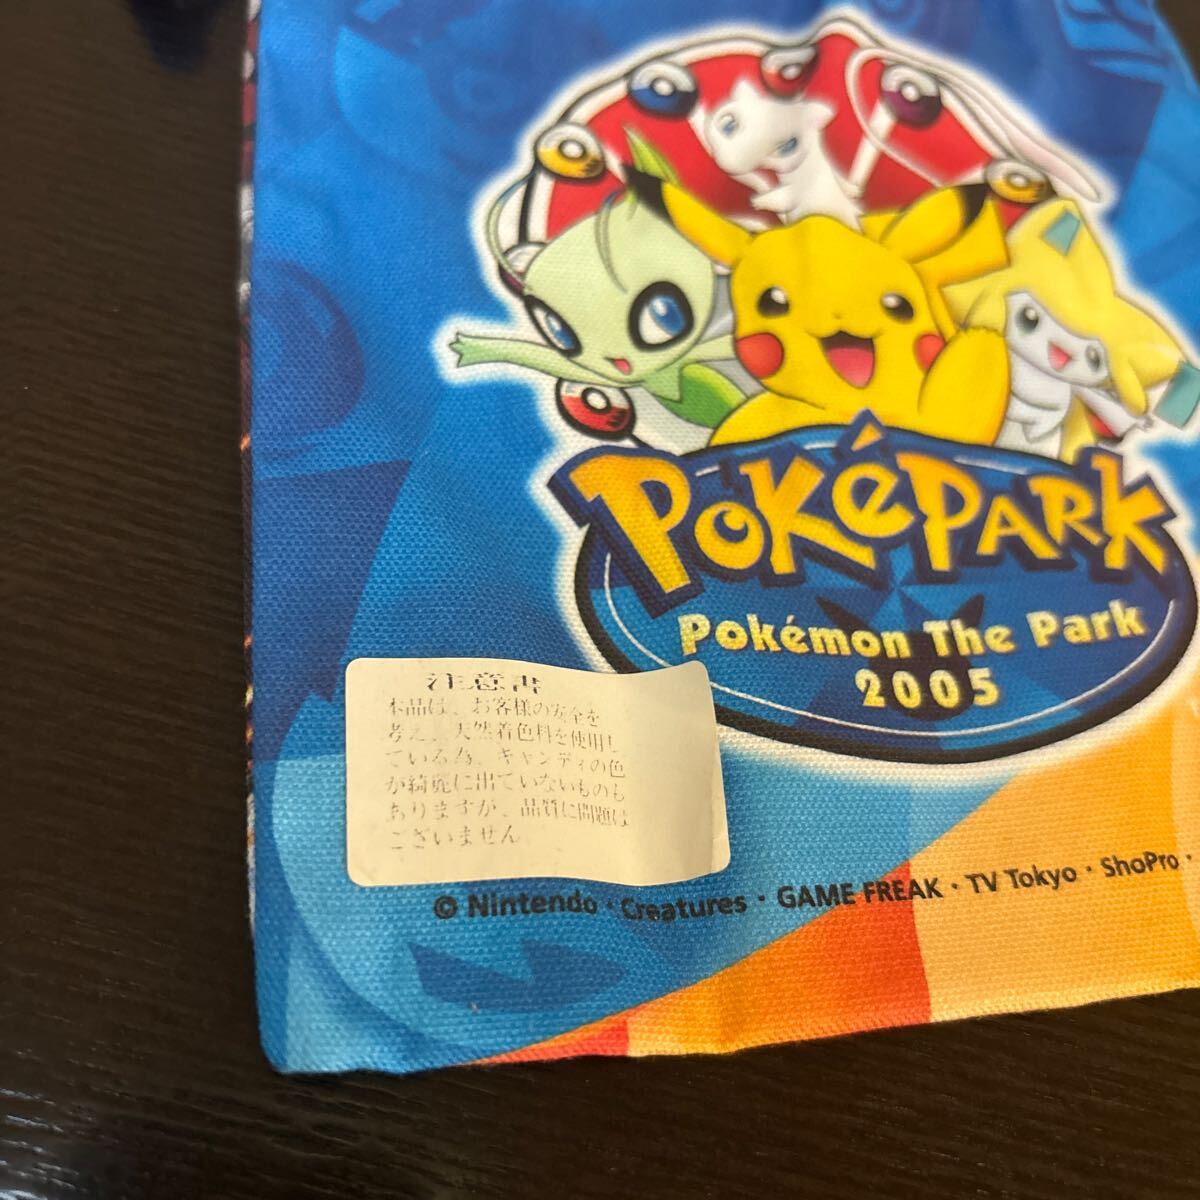 POKÉPARK
Pokémon The Park
2005
注意書
本品は、お客様の安全を
考え、天然着色料を使用し
ている為、キャンディの色
が綺麗に出ていないものも
ありますが、品質に問題は
ございません
© Nintendo・Creatures・GAME FREAK・TV Tokyo・ShoPro・